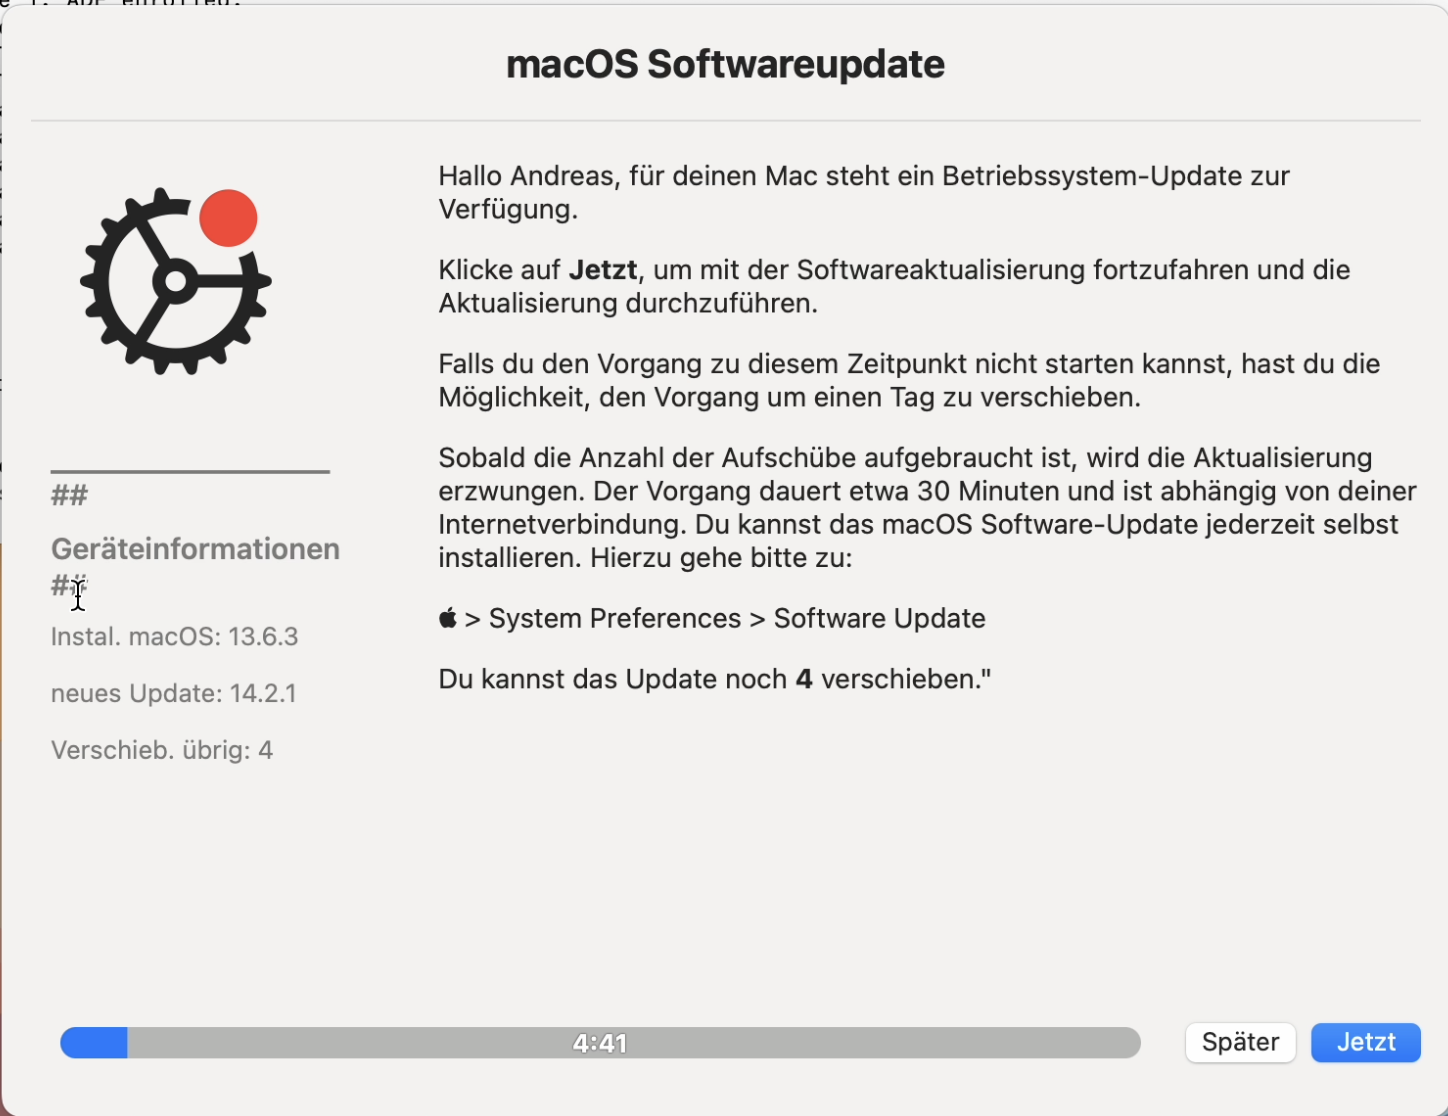 macOS Softwareupdate
Hallo Andreas, für deinen Mac steht ein Betriebssystem-Update zur
Verfügung.
Klicke auf Jetzt, um mit der Softwareaktualisierung fortzufahren und die
Aktualisierung durchzuführen.
Falls du den Vorgang zu diesem Zeitpunkt nicht starten kannst, hast du die
Möglichkeit, den Vorgang um einen Tag zu verschieben.
Sobald die Anzahl der Aufschübe aufgebraucht ist, wird die Aktualisierung
erzwungen. Der Vorgang dauert etwa 30 Minuten und ist abhängig von deiner
Internetverbindung. Du kannst das macOS Software-Update jederzeit selbst
installieren. Hierzu gehe bitte zu:
 > System Preferences > Software Update
Du kannst das Update noch 4 verschieben."
##
Geräteinformationen
##
Instal. macOS: 13.6.3
neues Update: 14.2.1
Verschieb. übrig: 4
4:41
Später
Jetzt